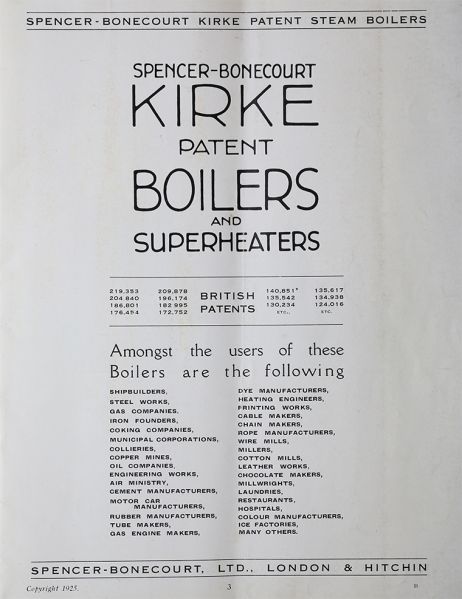 SPENCER-BONECOURT KIRKE PATENT STEAM BOILERS
SPENCER-BONECOURT
KIRKE
PATENT
BOILERS
AND
SUPERHEATERS
219,353 209,878
204 840 196,174
186,801 182 995
176,454 172,752
BRITISH
PATENTS
140,851* 135,617
135,542 134,938
130,234 124,016
ETC., ETC.
Amongst the users of these
Boilers are the following
SHIPBUILDERS,
STEEL WORKS,
GAS COMPANIES,
IRON FOUNDERS,
COKING COMPANIES,
MUNICIPAL CORPORATIONS,
COLLIERIES,
COPPER MINES,
OIL COMPANIES,
ENGINEERING WORKS,
AIR MINISTRY,
CEMENT MANUFACTURERS,
MOTOR CAR
MANUFACTURERS,
RUBBER MANUFACTURERS,
TUBE MAKERS,
GAS ENGINE MAKERS,
DYE MANUFACTURERS,
HEATING ENGINEERS,
PRINTING WORKS,
CABLE MAKERS,
CHAIN MAKERS,
ROPE MANUFACTURERS,
WIRE MILLS,
MILLERS,
COTTON MILLS,
LEATHER WORKS,
CHOCOLATE MAKERS,
MILLWRIGHTS,
LAUNDRIES,
RESTAURANTS,
HOSPITALS,
COLOUR MANUFACTURERS,
ICE FACTORIES,
MANY OTHERS.
SPENCER-BONECOURT, LTD., LONDON & HITCHIN
Copyright 1925. 3